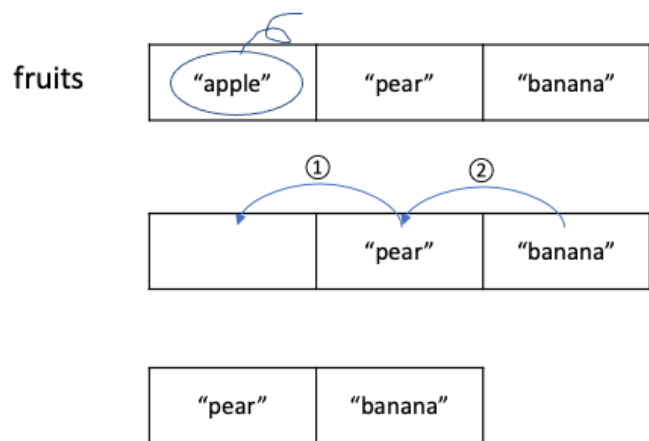 fruits “apple” “pear” “banana”
① ②
“pear” “banana”
“pear” “banana”